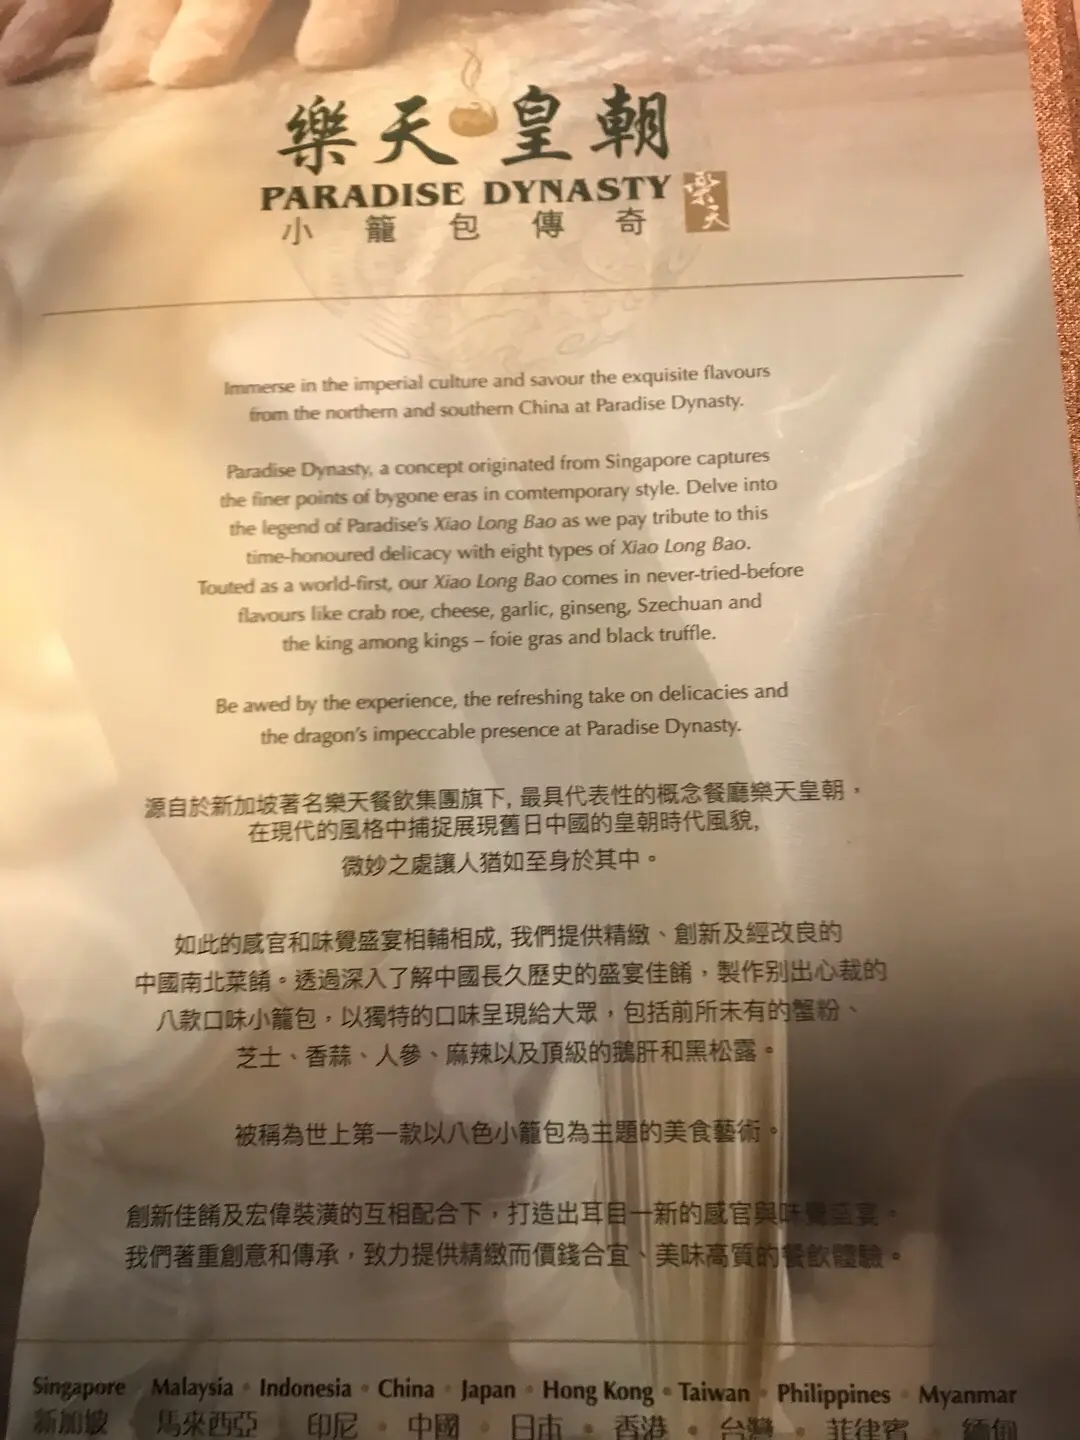 樂天皇朝
PARADISE DYNASTY
樂天
小籠包傳奇
Immerse in the imperial culture and savour the exquisite flavours
from the northern and southern China at Paradise Dynasty.
Paradise Dynasty, a concept originated from Singapore captures
the finer points of bygone eras in comtemporary style. Delve into
the legend of Paradise's Xiao Long Bao as we pay tribute to this
time-honoured delicacy with eight types of Xiao Long Bao.
Touted as a world-first, our Xiao Long Bao comes in never-tried-before
flavours like crab roe, cheese, garlic, ginseng, Szechuan and
the king among kings – foie gras and black truffle.
Be awed by the experience, the refreshing take on delicacies and
the dragon's impeccable presence at Paradise Dynasty.
源自於新加坡著名樂天餐飲集團旗下, 最具代表性的概念餐廳樂天皇朝，
在現代的風格中捕捉展現舊日中國的皇朝時代風貌,
微妙之處讓人猶如至身於其中。
如此的感官和味覺盛宴相輔相成, 我們提供精緻、創新及經改良的
中國南北菜餚。透過深入了解中國長久歷史的盛宴佳餚，製作別出心裁的
八款口味小籠包，以獨特的口味呈現給大眾，包括前所未有的蟹粉、
芝士、香蒜、人參、麻辣以及頂級的鵝肝和黑松露。
被稱為世上第一款以八色小籠包為主題的美食藝術。
創新佳餚及宏偉裝潢的互相配合下，打造出耳目一新的感官與味覺盛宴。
我們著重創意和傳承，致力提供精緻而價錢合宜、美味高質的餐飲體驗。
Singapore • Malaysia • Indonesia • China • Japan • Hong Kong • Taiwan • Philippines • Myanmar
新加坡 • 馬來西亞 • 印尼 • 中國 • 日本 • 香港 • 台灣 • 菲律賓 • 緬甸